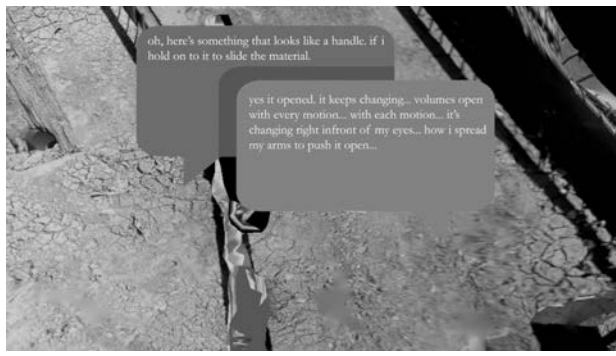 oh, here's something that looks like a handle. if i
hold on to it to slide the material.
yes it opened. it keeps changing... volumes open
with every motion... with each motion... it's
changing right infront of my eyes... how i spread
my arms to push it open...